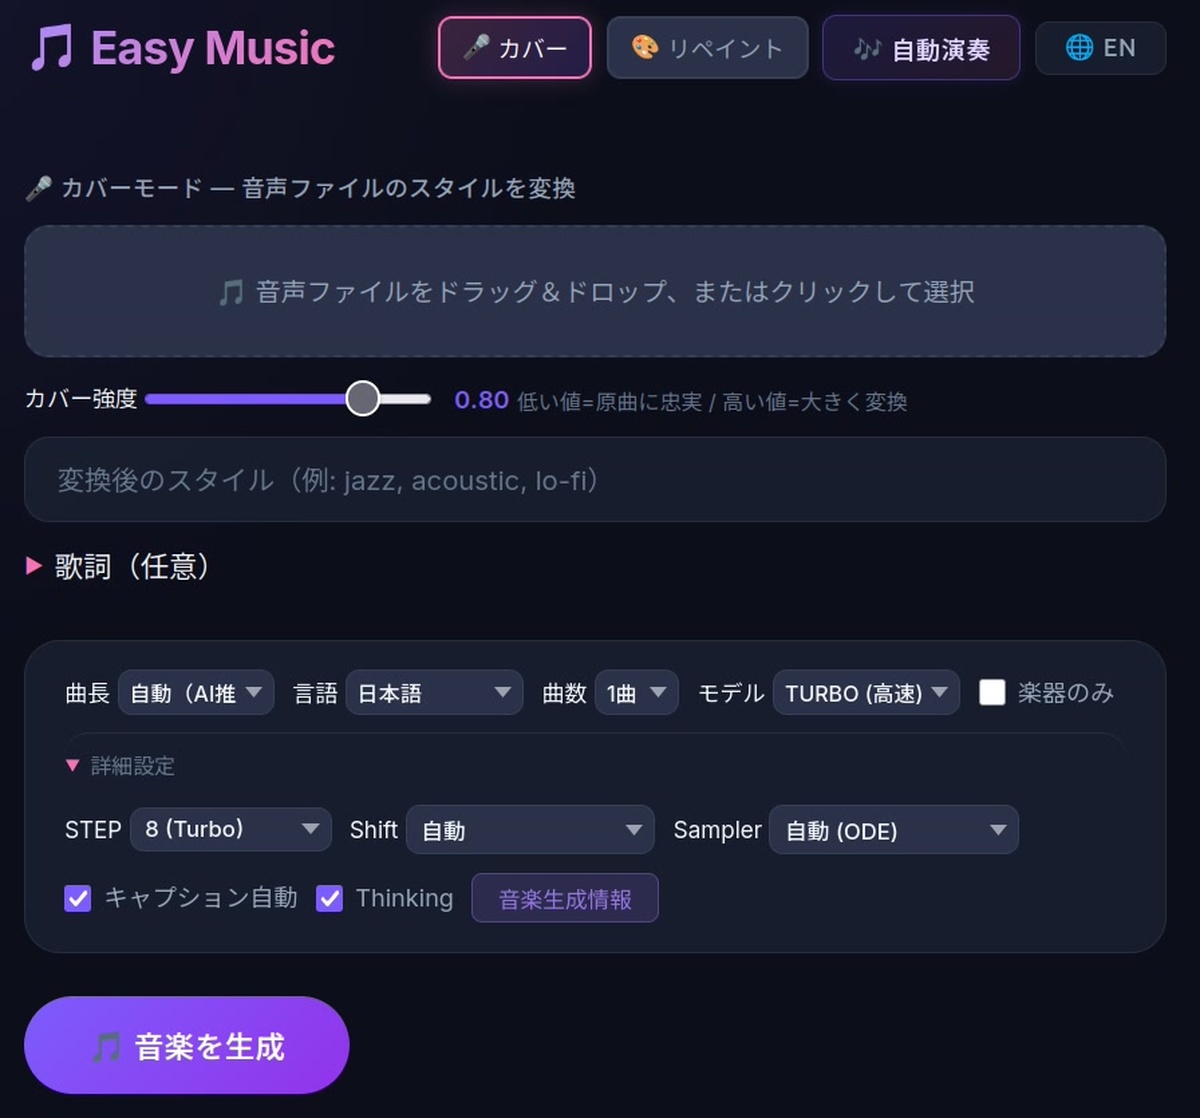 Easy Music
カバー
リペイント
自動演奏
EN
カバーモード — 音声ファイルのスタイルを変換
音声ファイルをドラッグ＆ドロップ、またはクリックして選択
カバー強度 0.80 低い値=原曲に忠実 / 高い値=大きく変換
変換後のスタイル（例: jazz, acoustic, lo-fi）
歌詞（任意）
曲長 自動（AI推 言語 日本語 曲数 1曲 モデル TURBO (高速) 楽器のみ
詳細設定
STEP 8 (Turbo) Shift 自動 Sampler 自動 (ODE)
キャプション自動 Thinking 音楽生成情報
音楽を生成